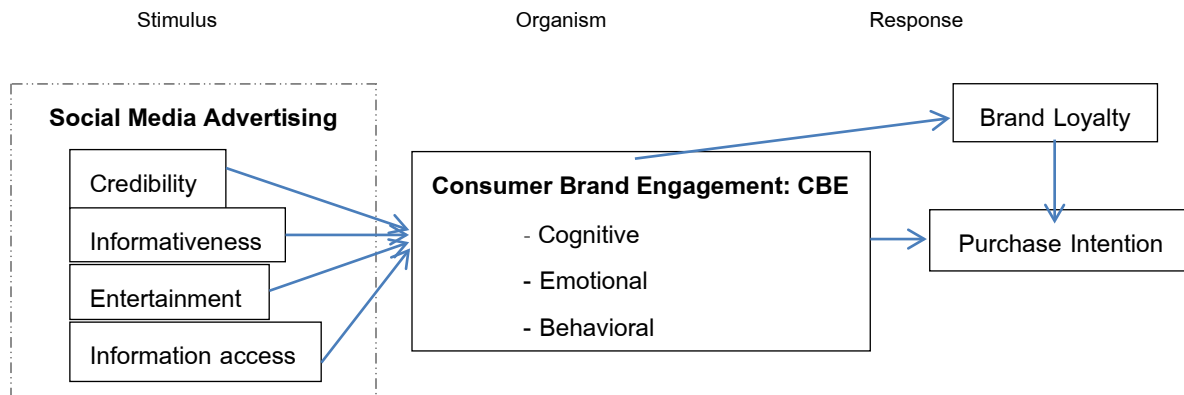 Stimulus
Organism
Response
Social Media Advertising
Credibility
Informativeness
Entertainment
Information access
Consumer Brand Engagement: CBE
- Cognitive
- Emotional
- Behavioral
Brand Loyalty
Purchase Intention